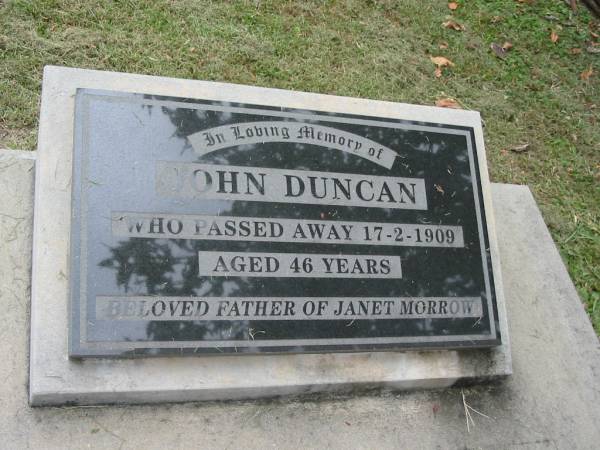 In Loving Memory of
JOHN DUNCAN
WHO PASSED AWAY 17-2-1909
AGED 46 YEARS
BELOVED FATHER OF JANET MORROW